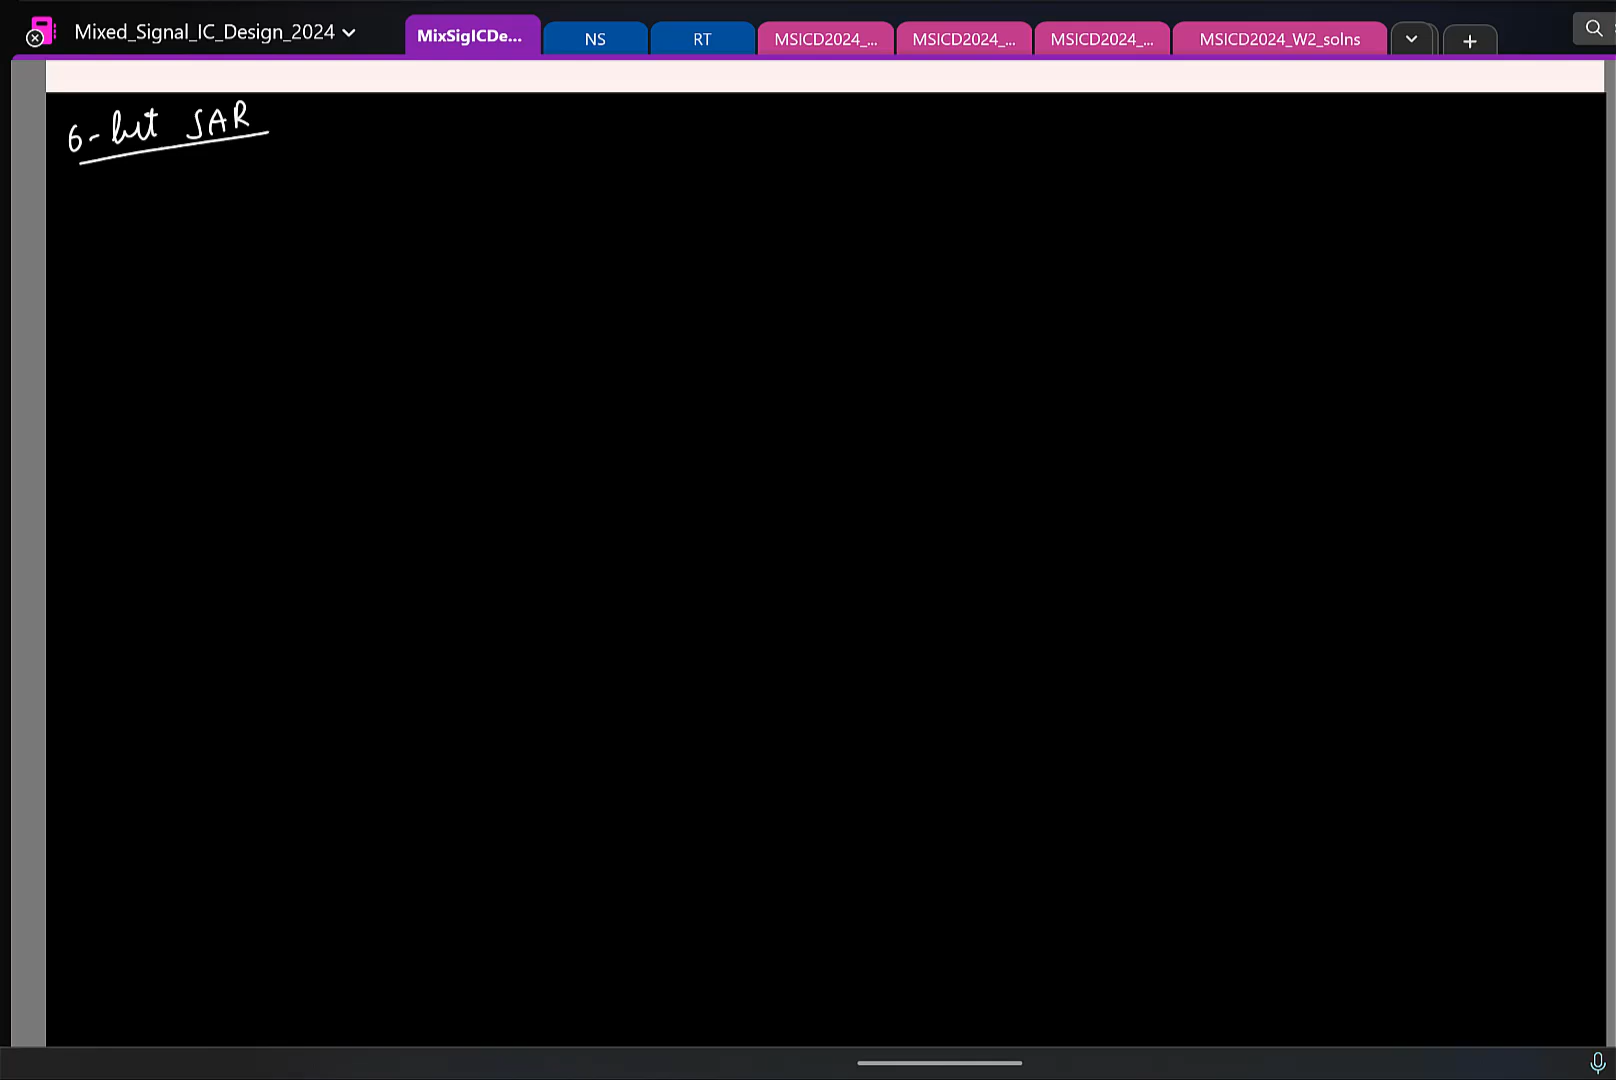 Mixed_Signal_IC_Design_2024
MixSigICDe... NS RT MSICD2024_... MSICD2024_... MSICD2024_... MSICD2024_W2_solns +
6-bit SAR